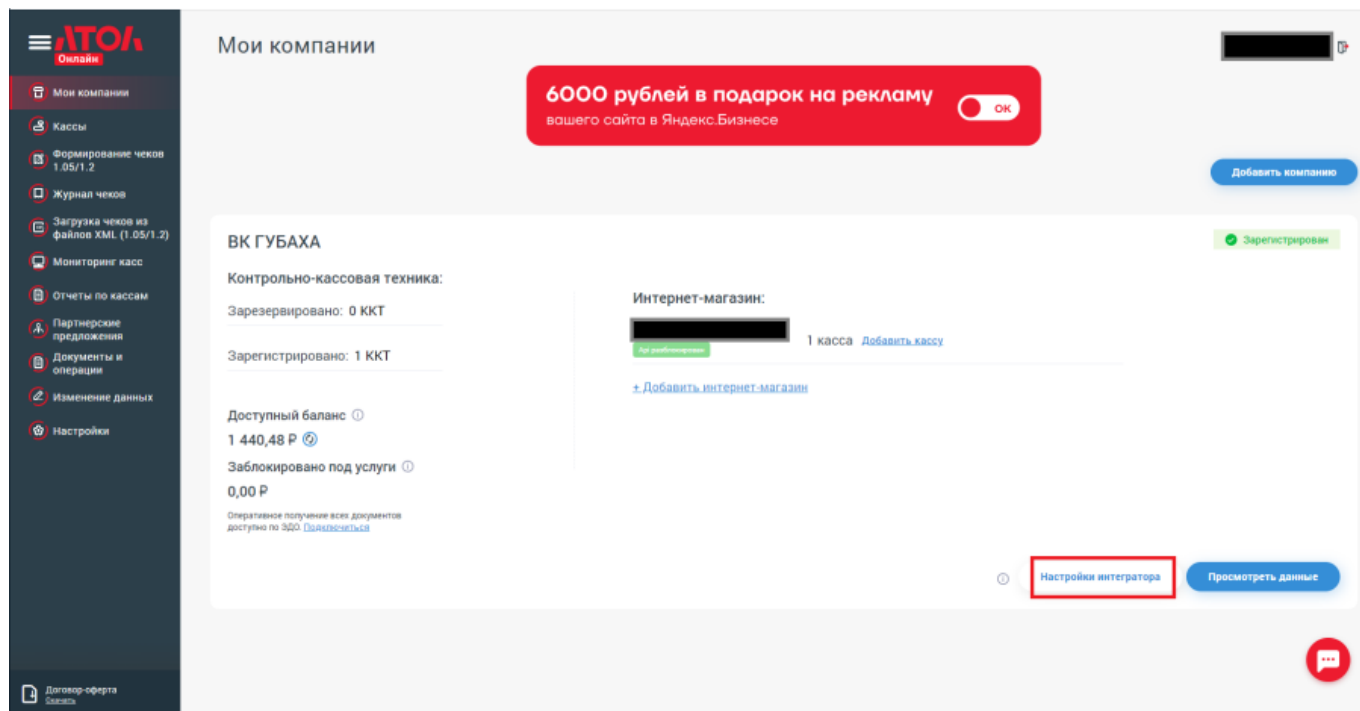 АТОЛ
Онлайн
Мои компании
Кассы
Формирование чеков
1.05/1.2
Журнал чеков
Загрузка чеков из
файлов XML (1.05/1.2)
Мониторинг касс
Отчеты по кассам
Партнерские
предложения
Документы и
операции
Изменение данных
Настройки
Договор-оферта
Скачать
Мои компании
6000 рублей в подарок на рекламу
вашего сайта в Яндекс.Бизнесе
ОК
Добавить компанию
ВК ГУБАХА
Зарегистрирован
Контрольно-кассовая техника:
Зарезервировано: 0 ККТ
Зарегистрировано: 1 ККТ
Доступный баланс
1 440,48 ₽
Заблокировано под услуги
0,00 ₽
Оперативное получение всех документов
доступно по ЭДО. Подключиться
Интернет-магазин:
Api разблокирован
1 касса Добавить кассу
+ Добавить интернет-магазин
Настройки интегратора
Просмотреть данные